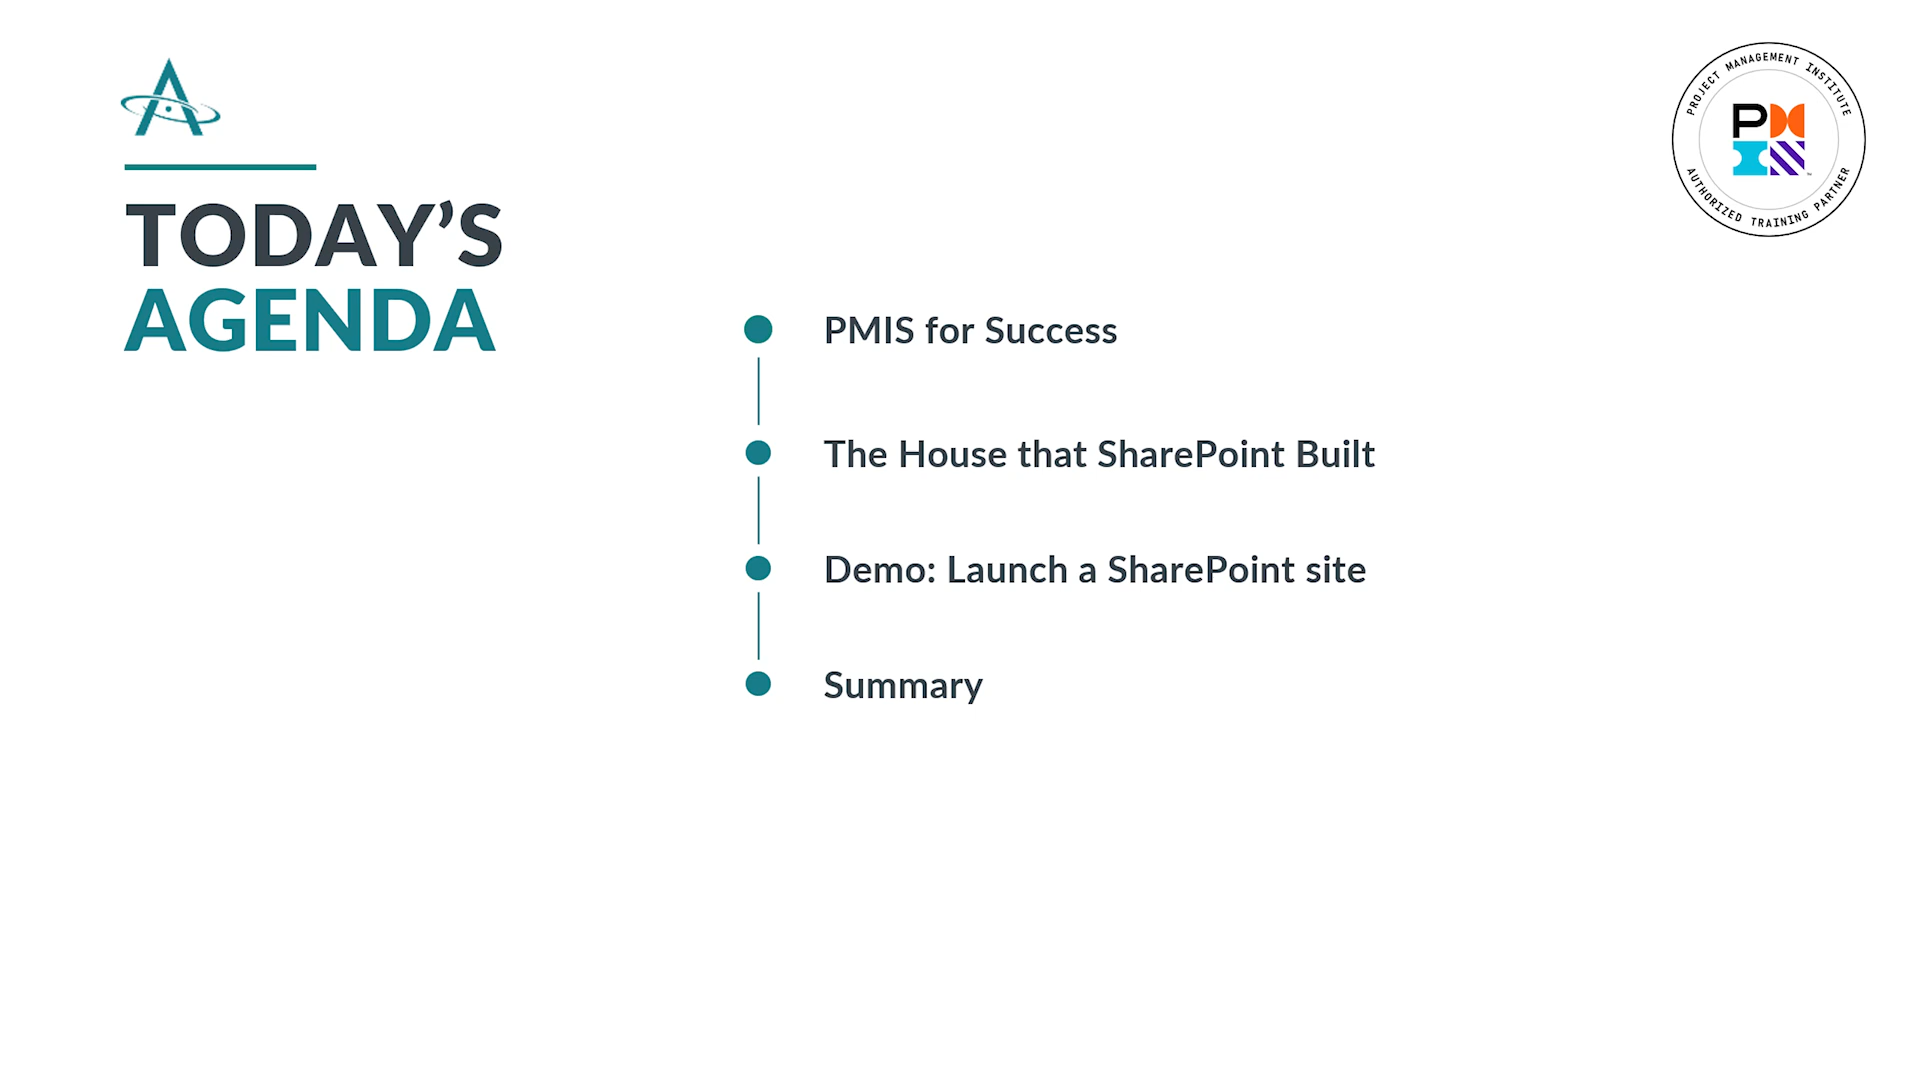 TODAY’S
AGENDA
PROJECT MANAGEMENT INSTITUTE
PM
AUTHORIZED TRAINING PARTNER
PMIS for Success
The House that SharePoint Built
Demo: Launch a SharePoint site
Summary